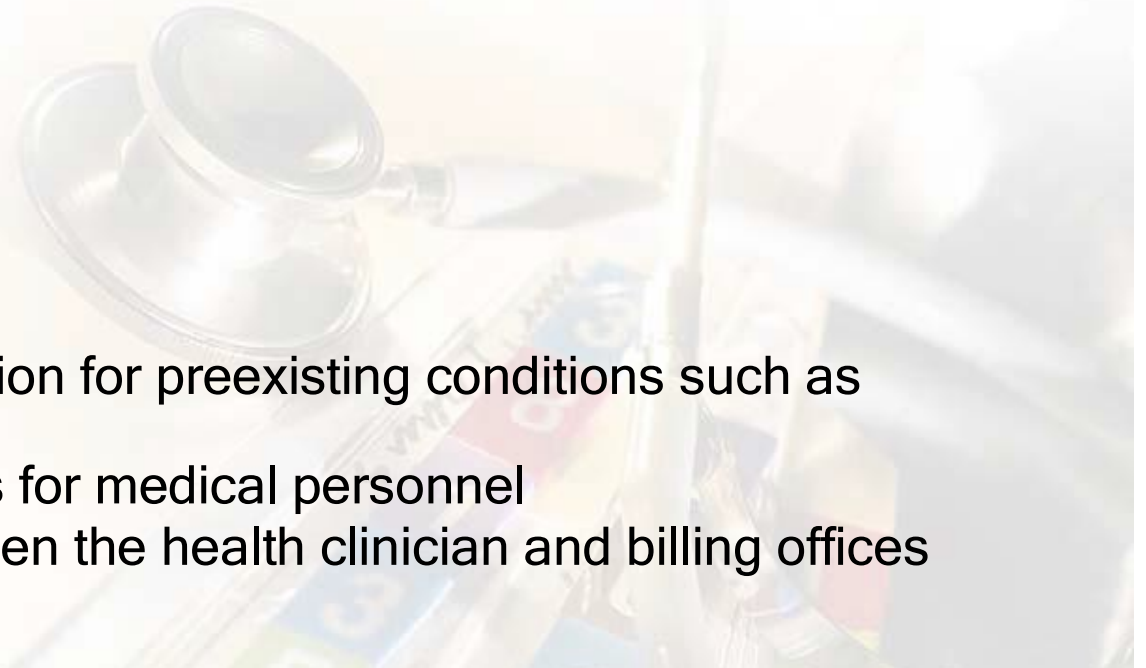 ion for preexisting conditions such as
s for medical personnel
en the health clinician and billing offices